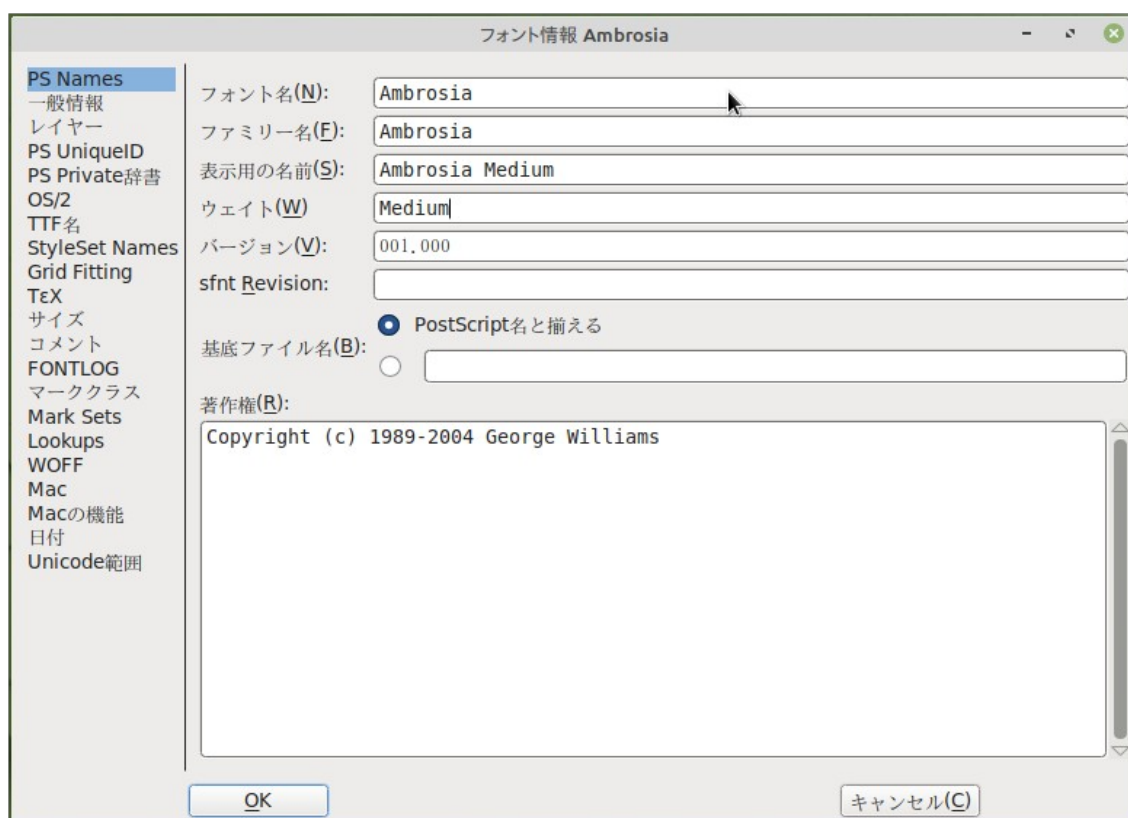 フォント情報 Ambrosia
PS Names
一般情報
レイヤー
PS UniqueID
PS Private辞書
OS/2
TTF名
StyleSet Names
Grid Fitting
ΤεΧ
サイズ
コメント
FONTLOG
マーククラス
Mark Sets
Lookups
WOFF
Mac
Macの機能
日付
Unicode範囲
フォント名(N): Ambrosia
ファミリー名(F): Ambrosia
表示用の名前(S): Ambrosia Medium
ウェイト(W) Medium
バージョン(V): 001.000
sfnt Revision:
基底ファイル名(B):
PostScript名と揃える
著作権(R):
Copyright (c) 1989-2004 George Williams
OK
キャンセル(C)